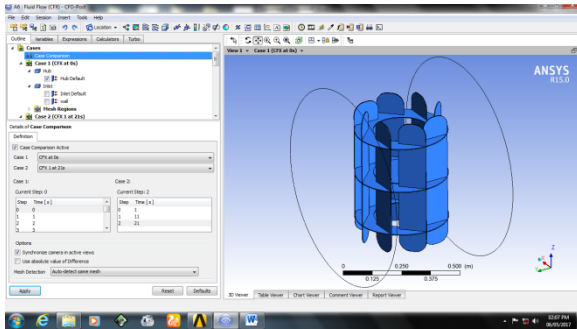 A6 : Fluid Flow (CFX) - CFD-Post
File Edit Session Insert Tools Help
Location
Outline Variables Expressions Calculators Turbo
Cases
Case Comparison
Case 1 (CFX at 0s)
Hub
Hub Default
Inlet
Inlet Default
wall
Mesh Regions
Case 2 (CFX 1 at 21s)
Details of Case Comparison
Definition
Case Comparison Active
Case 1 CFX at 0s
Case 2 CFX 1 at 21s
Case 1: Case 2:
Current Step: 0 Current Step: 2
Step Time [s] Step Time [s]
0 0 0 1
1 1 1 11
2 2 2 21
3 3
Options
Synchronize camera in active views
Use absolute value of Difference
Mesh Detection Auto-detect same mesh
Apply Reset Defaults
View 1 Case 1 (CFX at 0s)
ANSYS
R15.0
Z
0 0.250 0.500 (m)
0.125 0.375
3D Viewer Table Viewer Chart Viewer Comment Viewer Report Viewer
02:07 PM
06/05/2017